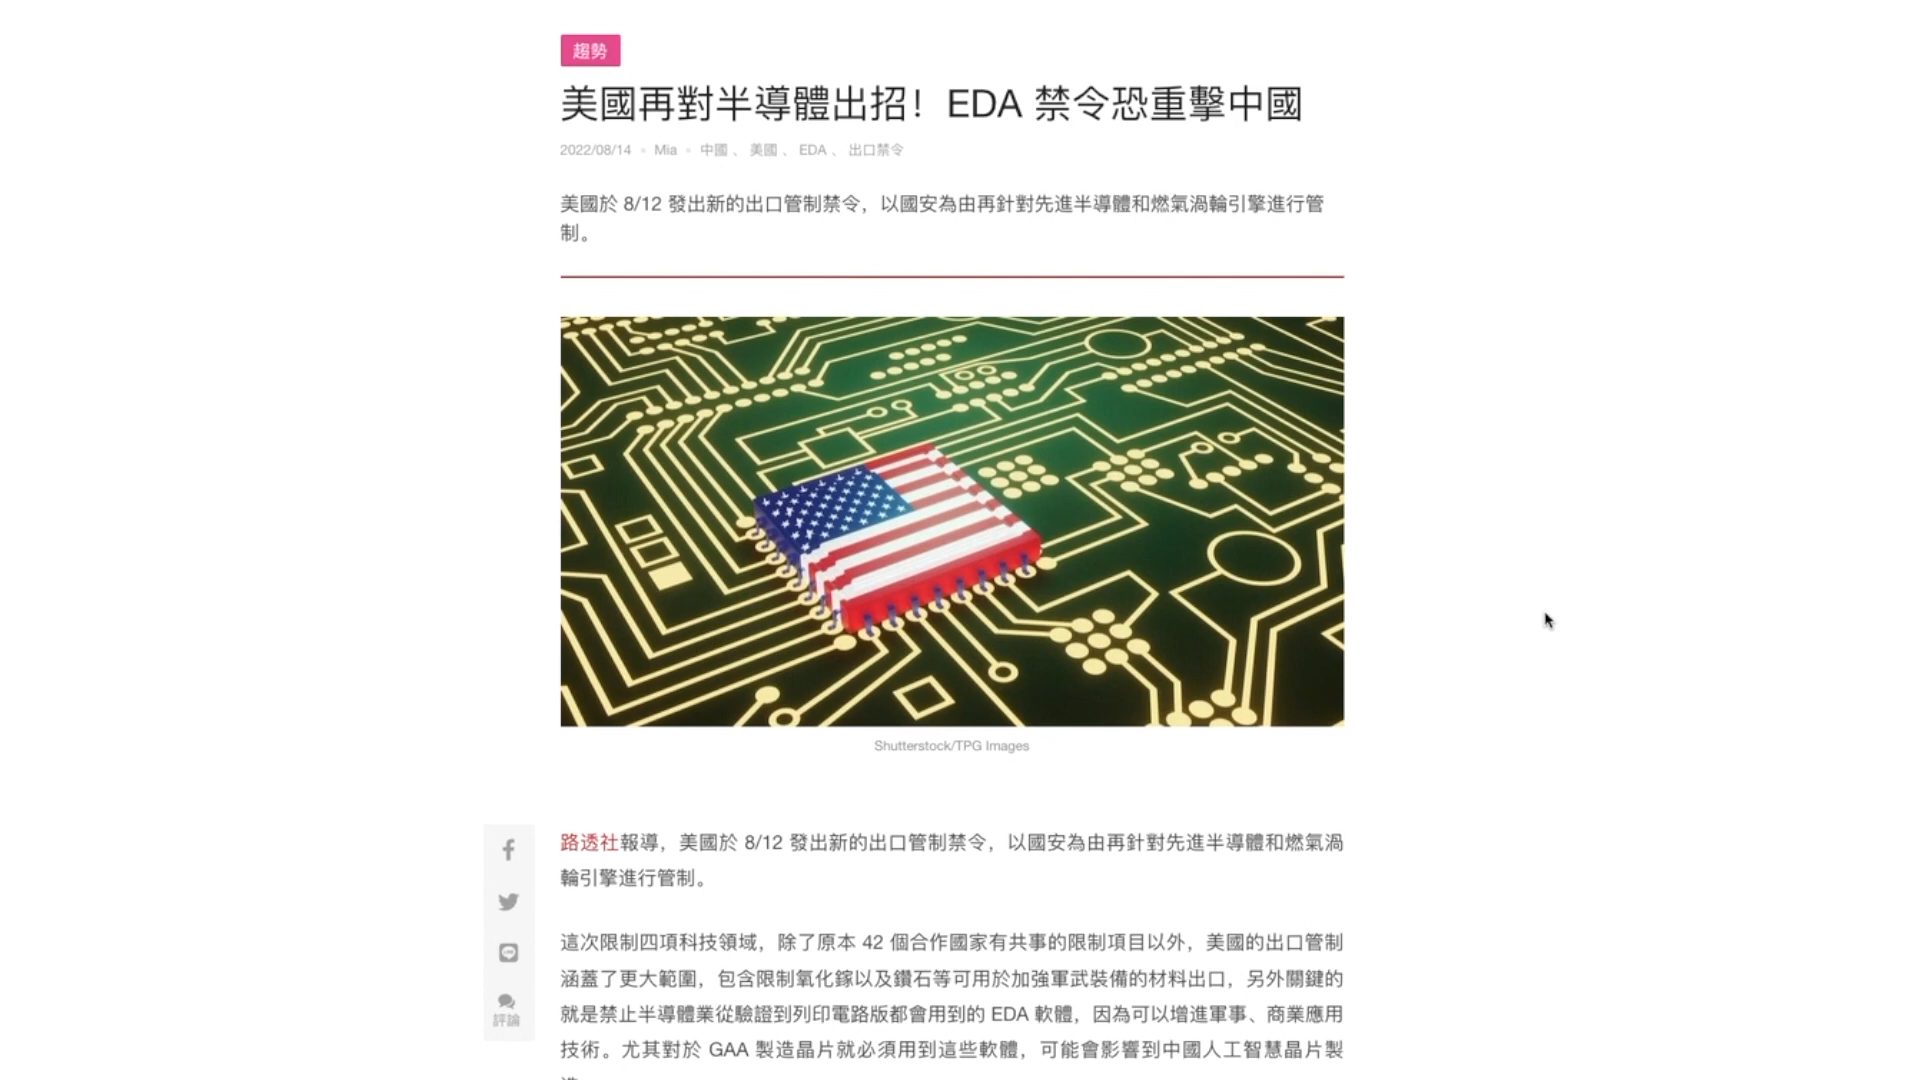 趨勢
美國再對半導體出招！EDA 禁令恐重擊中國
2022/08/14 ▪ Mia ▪ 中國 、 美國 、 EDA 、 出口禁令
美國於 8/12 發出新的出口管制禁令，以國安為由再針對先進半導體和燃氣渦輪引擎進行管
制。
Shutterstock/TPG Images
路透社報導，美國於 8/12 發出新的出口管制禁令，以國安為由再針對先進半導體和燃氣渦
輪引擎進行管制。
這次限制四項科技領域，除了原本 42 個合作國家有共事的限制項目以外，美國的出口管制
涵蓋了更大範圍，包含限制氧化鎵以及鑽石等可用於加強軍武裝備的材料出口，另外關鍵的
就是禁止半導體業從驗證到列印電路版都會用到的 EDA 軟體，因為可以增進軍事、商業應用
技術。尤其對於 GAA 製造晶片就必須用到這些軟體，可能會影響到中國人工智慧晶片製
評論